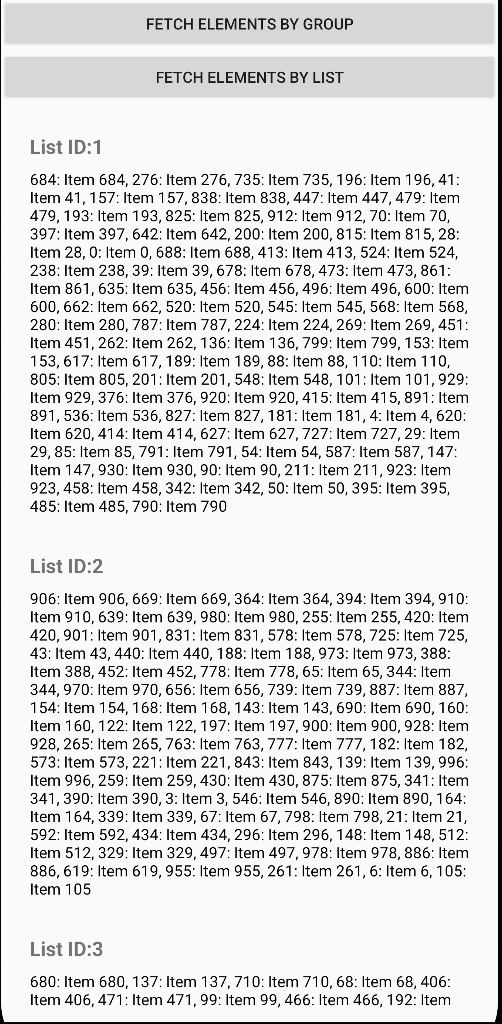 FETCH ELEMENTS BY GROUP
FETCH ELEMENTS BY LIST
List ID:1
684: Item 684, 276: Item 276, 735: Item 735, 196: Item 196, 41:
Item 41, 157: Item 157, 838: Item 838, 447: Item 447, 479: Item
479, 193: Item 193, 825: Item 825, 912: Item 912, 70: Item 70,
397: Item 397, 642: Item 642, 200: Item 200, 815: Item 815, 28:
Item 28, 0: Item 0, 688: Item 688, 413: Item 413, 524: Item 524,
238: Item 238, 39: Item 39, 678: Item 678, 473: Item 473, 861:
Item 861, 635: Item 635, 456: Item 456, 496: Item 496, 600: Item
600, 662: Item 662, 520: Item 520, 545: Item 545, 568: Item 568,
280: Item 280, 787: Item 787, 224: Item 224, 269: Item 269, 451:
Item 451, 262: Item 262, 136: Item 136, 799: Item 799, 153: Item
153, 617: Item 617, 189: Item 189, 88: Item 88, 110: Item 110,
805: Item 805, 201: Item 201, 548: Item 548, 101: Item 101, 929:
Item 929, 376: Item 376, 920: Item 920, 415: Item 415, 891: Item
891, 536: Item 536, 827: Item 827, 181: Item 181, 4: Item 4, 620:
Item 620, 414: Item 414, 627: Item 627, 727: Item 727, 29: Item
29, 85: Item 85, 791: Item 791, 54: Item 54, 587: Item 587, 147:
Item 147, 930: Item 930, 90: Item 90, 211: Item 211, 923: Item
923, 458: Item 458, 342: Item 342, 50: Item 50, 395: Item 395,
485: Item 485, 790: Item 790
List ID:2
906: Item 906, 669: Item 669, 364: Item 364, 394: Item 394, 910:
Item 910, 639: Item 639, 980: Item 980, 255: Item 255, 420: Item
420, 901: Item 901, 831: Item 831, 578: Item 578, 725: Item 725,
43: Item 43, 440: Item 440, 188: Item 188, 973: Item 973, 388:
Item 388, 452: Item 452, 778: Item 778, 65: Item 65, 344: Item
344, 970: Item 970, 656: Item 656, 739: Item 739, 887: Item 887,
154: Item 154, 168: Item 168, 143: Item 143, 690: Item 690, 160:
Item 160, 122: Item 122, 197: Item 197, 900: Item 900, 928: Item
928, 265: Item 265, 763: Item 763, 777: Item 777, 182: Item 182,
573: Item 573, 221: Item 221, 843: Item 843, 139: Item 139, 996:
Item 996, 259: Item 259, 430: Item 430, 875: Item 875, 341: Item
341, 390: Item 390, 3: Item 3, 546: Item 546, 890: Item 890, 164:
Item 164, 339: Item 339, 67: Item 67, 798: Item 798, 21: Item 21,
592: Item 592, 434: Item 434, 296: Item 296, 148: Item 148, 512:
Item 512, 329: Item 329, 497: Item 497, 978: Item 978, 886: Item
886, 619: Item 619, 955: Item 955, 261: Item 261, 6: Item 6, 105:
Item 105
List ID:3
680: Item 680, 137: Item 137, 710: Item 710, 68: Item 68, 406:
Item 406, 471: Item 471, 99: Item 99, 466: Item 466, 192: Item